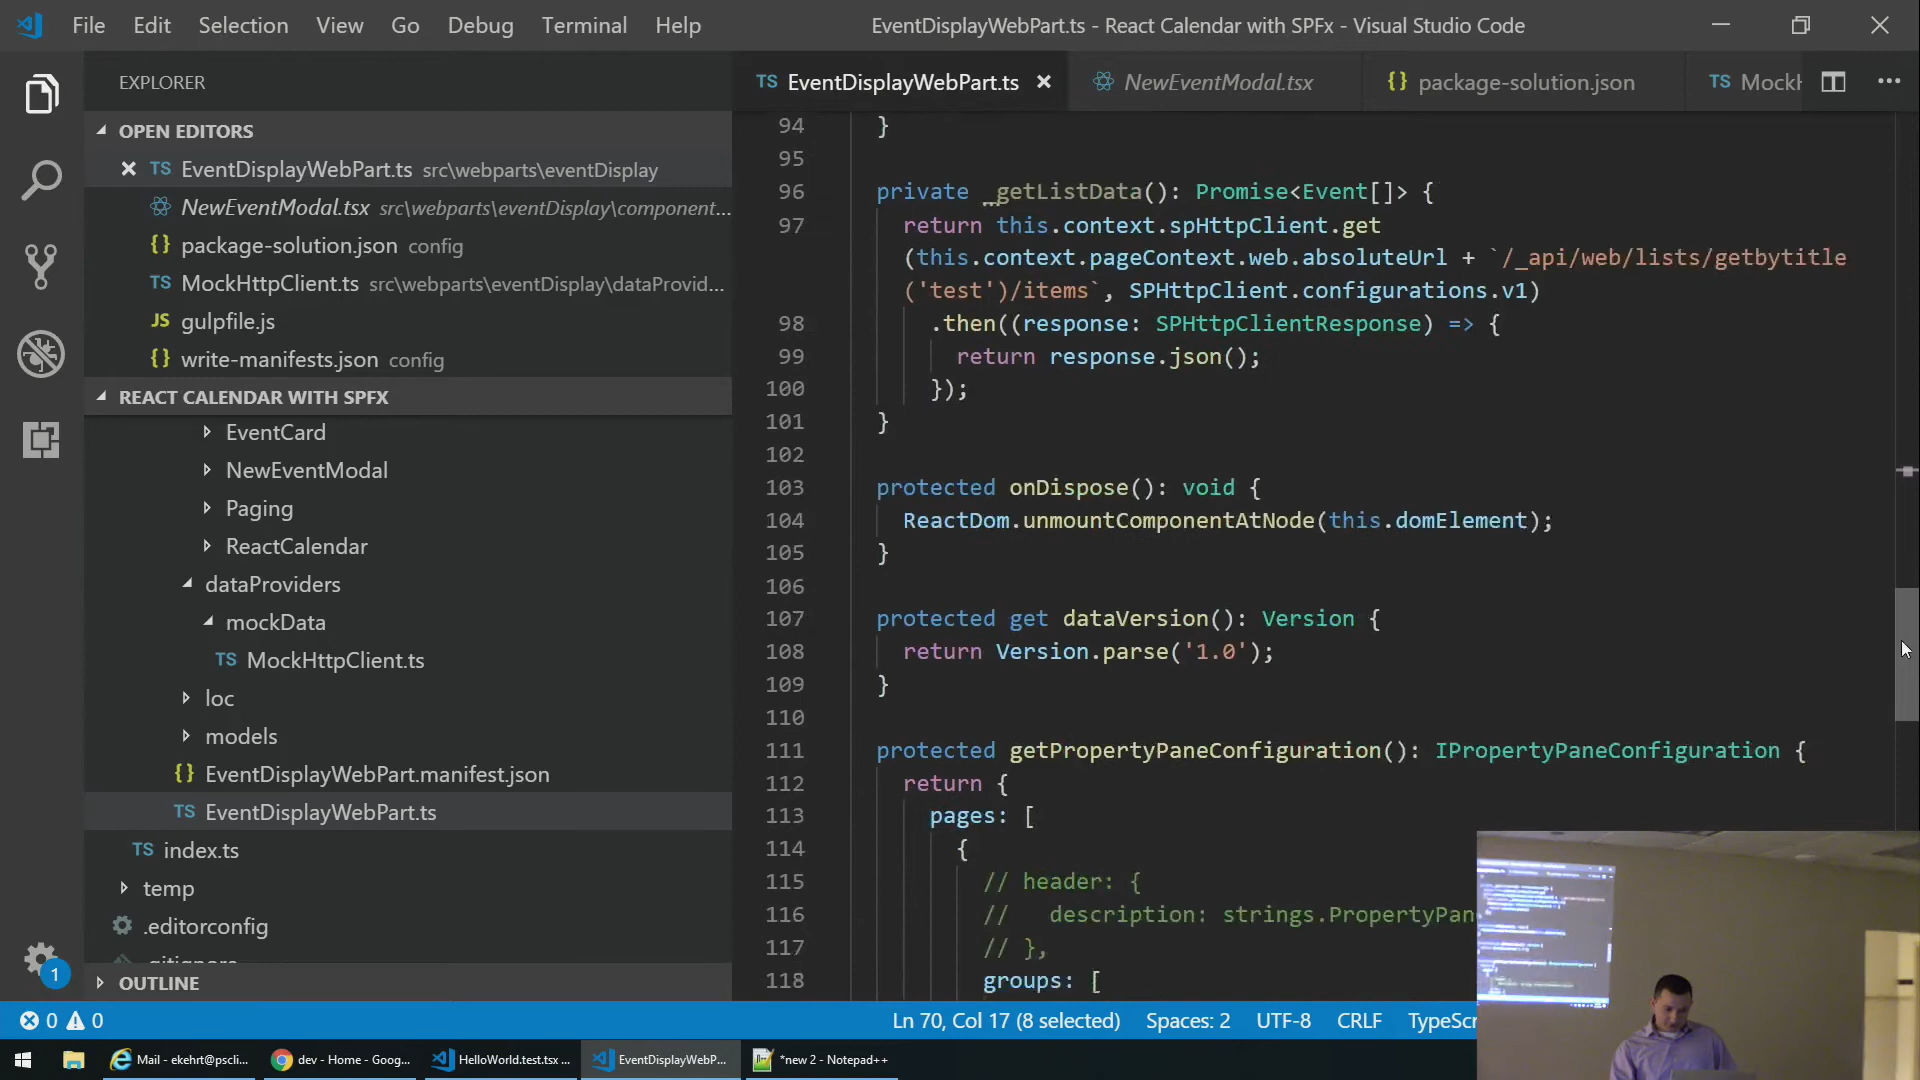 File Edit Selection View Go Debug Terminal Help
EventDisplayWebPart.ts - React Calendar with SPFx - Visual Studio Code
EXPLORER
OPEN EDITORS
EventDisplayWebPart.ts src\webparts\eventDisplay
NewEventModal.tsx src\webparts\eventDisplay\component...
package-solution.json config
MockHttpClient.ts src\webparts\eventDisplay\dataProvid...
gulpfile.js
write-manifests.json config
REACT CALENDAR WITH SPFX
EventCard
NewEventModal
Paging
ReactCalendar
dataProviders
mockData
TS MockHttpClient.ts
loc
models
{} EventDisplayWebPart.manifest.json
TS EventDisplayWebPart.ts
TS index.ts
temp
.editorconfig
.gitignore
OUTLINE
TS EventDisplayWebPart.ts
NewEventModal.tsx
{} package-solution.json
TS MockH
94 }
95
96 private _getListData(): Promise<Event[]> {
97 return this.context.spHttpClient.get
(this.context.pageContext.web.absoluteUrl + `/_api/web/lists/getbytitle
('test')/items`, SPHttpClient.configurations.v1)
98 .then((response: SPHttpClientResponse) => {
99 return response.json();
100 });
101 }
102
103 protected onDispose(): void {
104 ReactDom.unmountComponentAtNode(this.domElement);
105 }
106
107 protected get dataVersion(): Version {
108 return Version.parse('1.0');
109 }
110
111 protected getPropertyPaneConfiguration(): IPropertyPaneConfiguration {
112 return {
113 pages: [
114 {
115 // header: {
116 // description: strings.PropertyPan
117 // },
118 groups: [
1
0 0
Ln 70, Col 17 (8 selected) Spaces: 2 UTF-8 CRLF TypeScr
Mail - ekehrt@pscli...
dev - Home - Goog...
HelloWorld.test.tsx ...
EventDisplayWebP...
*new 2 - Notepad++